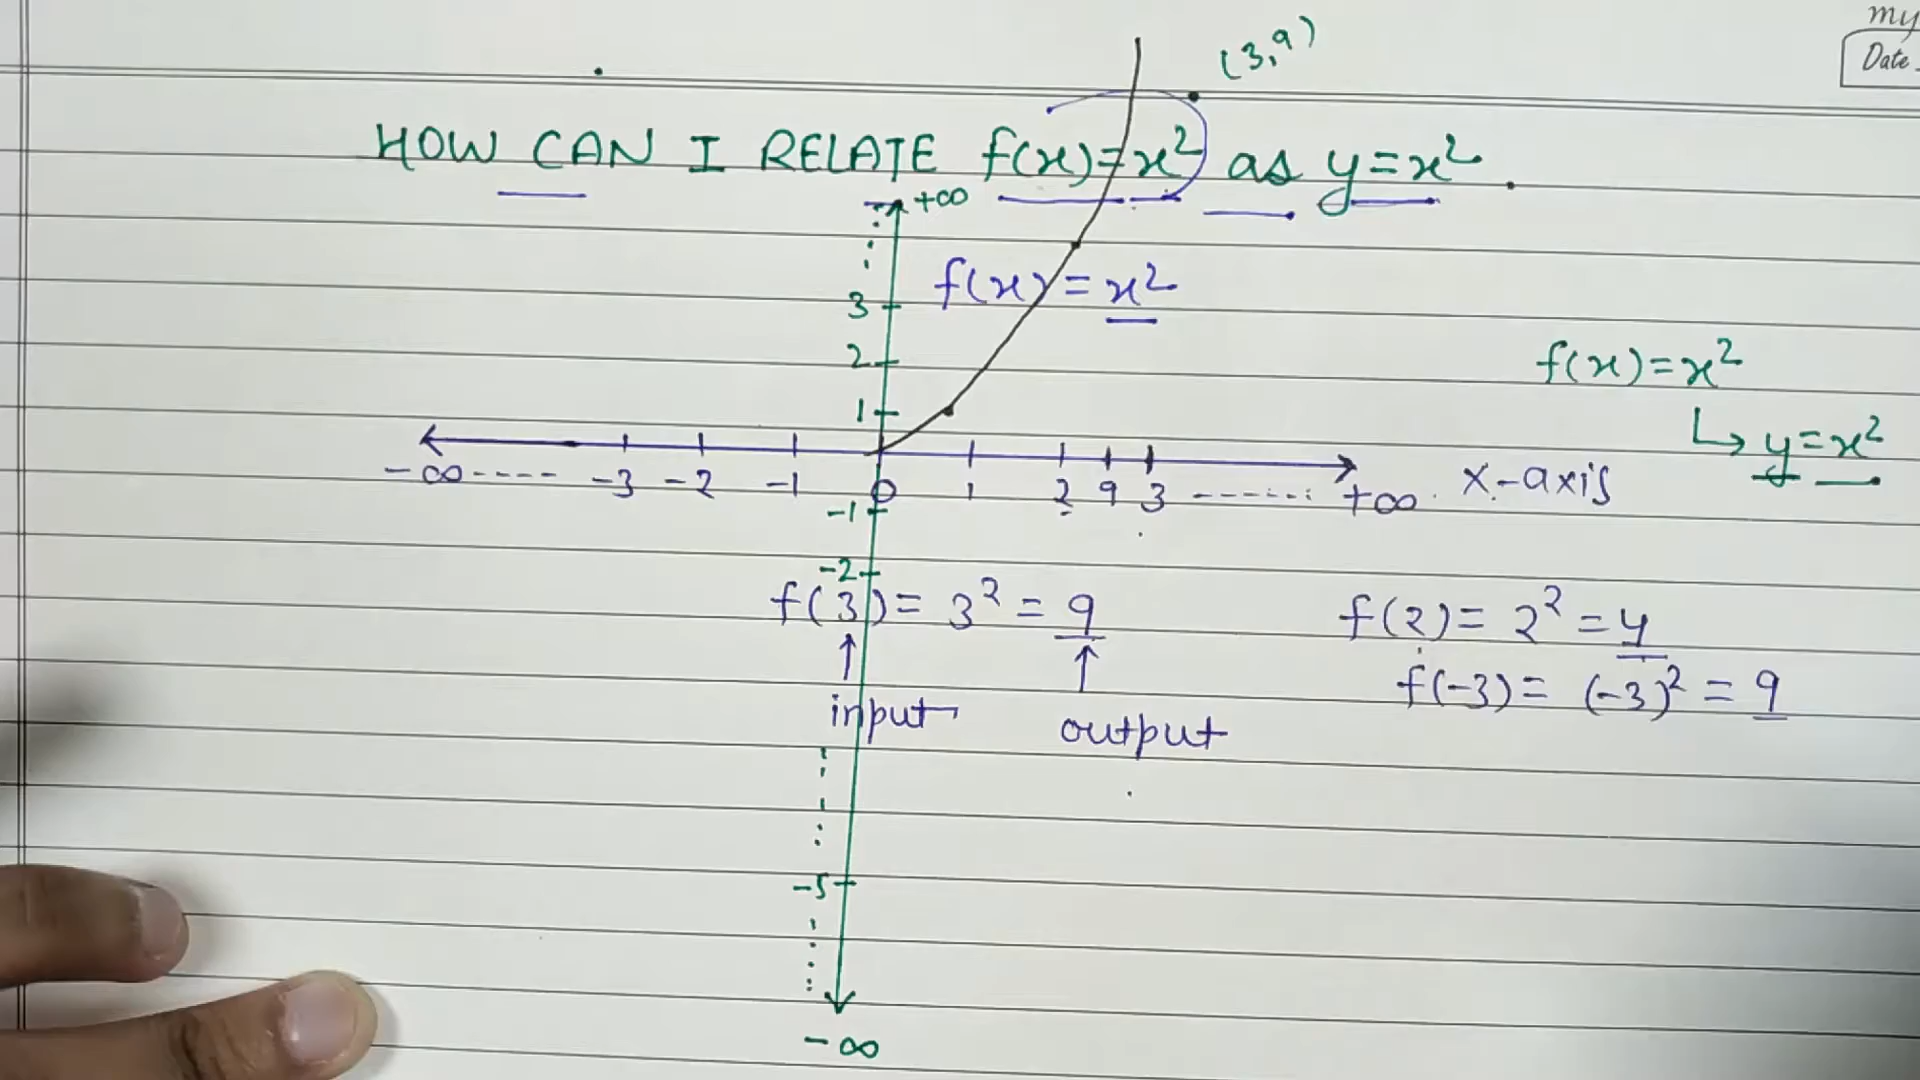 my
Date
(3,9)
HOW CAN I RELATE f(x)=x² as y=x².
+∞
f(x)=x²
3
2
1
f(x)=x²
↳ y=x²
-∞---- -3 -2 -1 0 1 2 9 3 ------ +∞ X-axis
-1
-2
f(3)= 3² = 9
f(2)= 2² = 4
f(-3)= (-3)² = 9
input output
-5
-∞